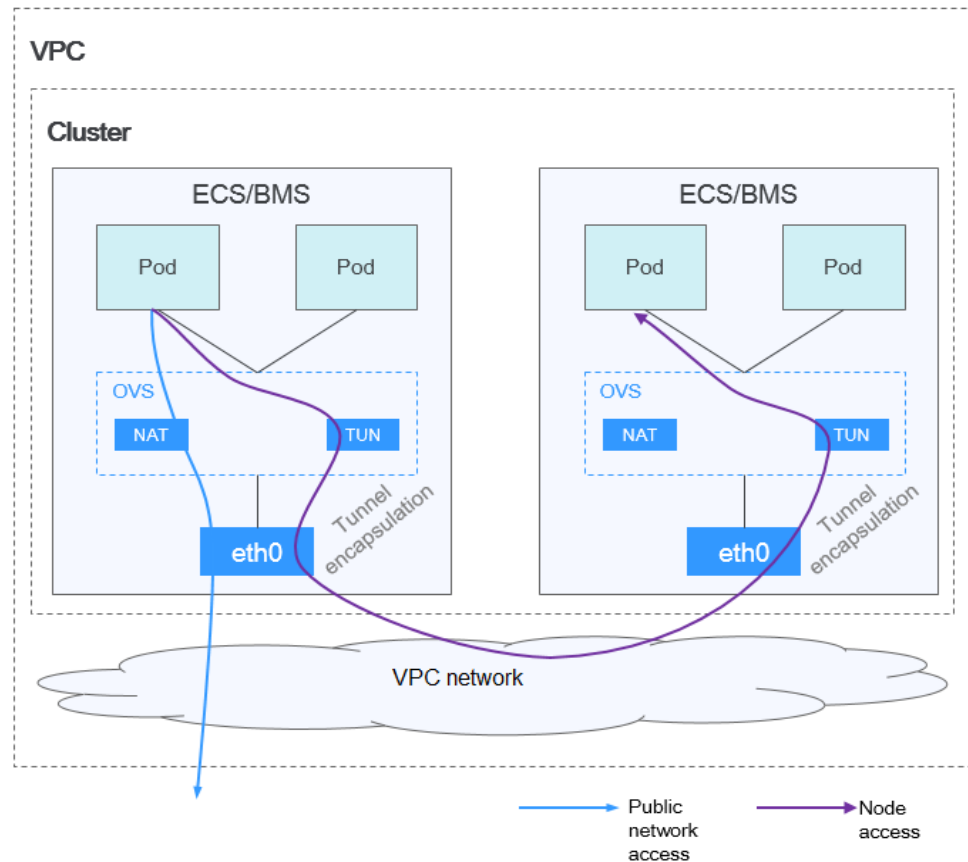 VPC
Cluster
ECS/BMS
Pod
Pod
OVS
NAT
TUN
Tunnel
encapsulation
eth0
ECS/BMS
Pod
Pod
OVS
NAT
TUN
Tunnel
encapsulation
eth0
VPC network
Public
network
access
Node
access